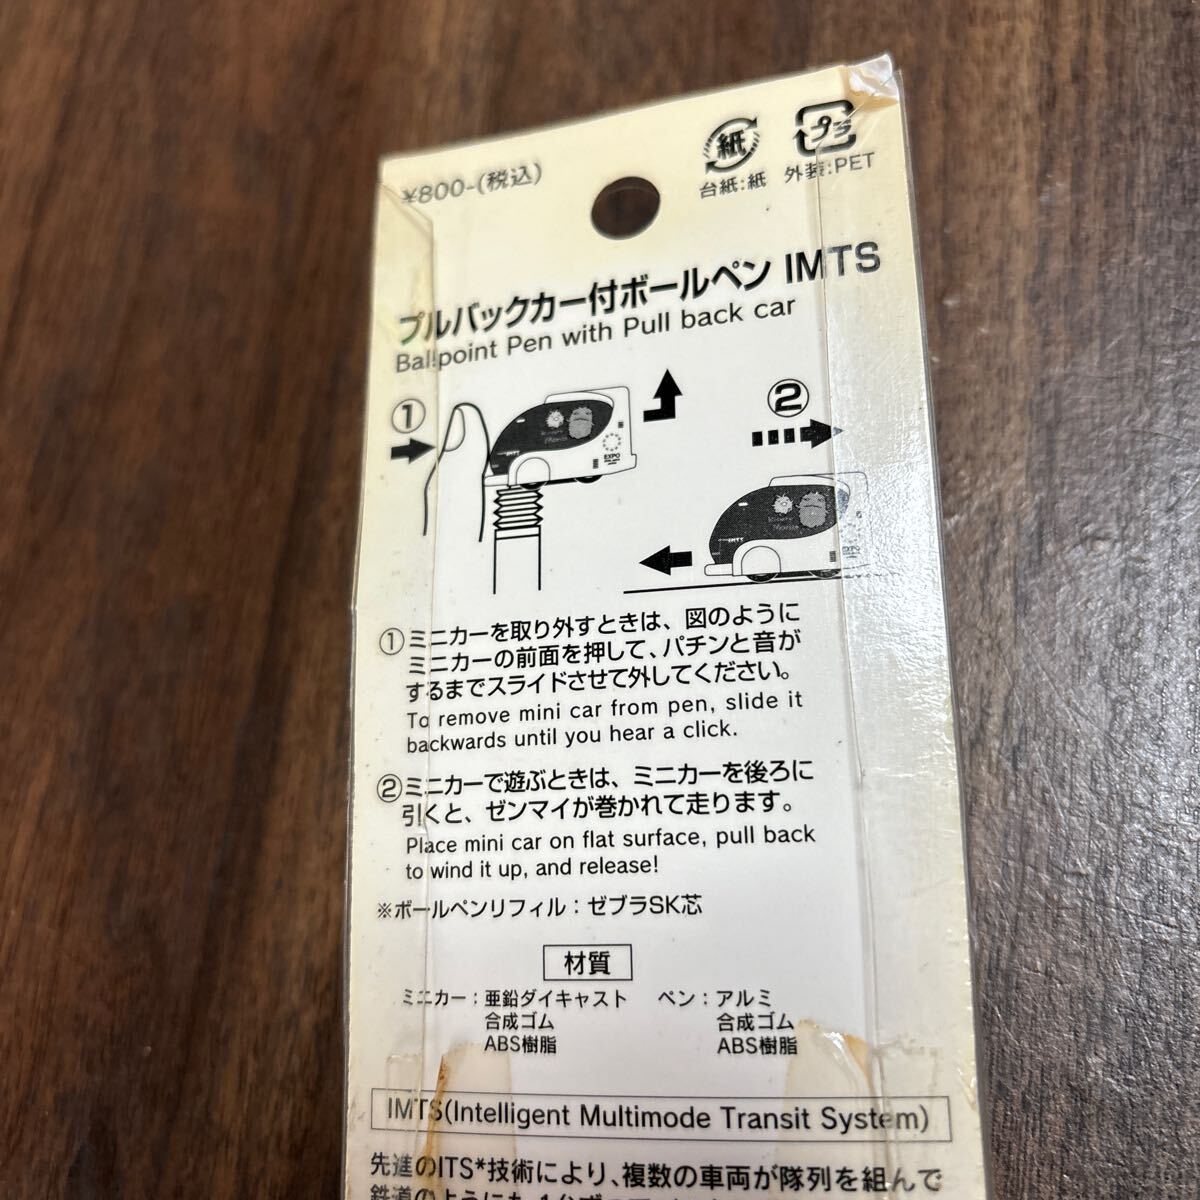 ¥800-(税込)
紙
台紙:紙
プラ
外装:PET
プルバックカー付ボールペン IMTS
Ballpoint Pen with Pull back car
①
②
IMTT
EXPO
IMTT
EXPO
①ミニカーを取り外すときは、図のように
ミニカーの前面を押して、パチンと音が
するまでスライドさせて外してください。
To remove mini car from pen, slide it
backwards until you hear a click.
②ミニカーで遊ぶときは、ミニカーを後ろに
引くと、ゼンマイが巻かれて走ります。
Place mini car on flat surface, pull back
to wind it up, and release!
※ボールペンリフィル：ゼブラSK芯
材質
ミニカー：亜鉛ダイキャスト
合成ゴム
ABS樹脂
ペン：アルミ
合成ゴム
ABS樹脂
IMTS(Intelligent Multimode Transit System)
先進のITS*技術により、複数の車両が隊列を組んで
鉄道のように